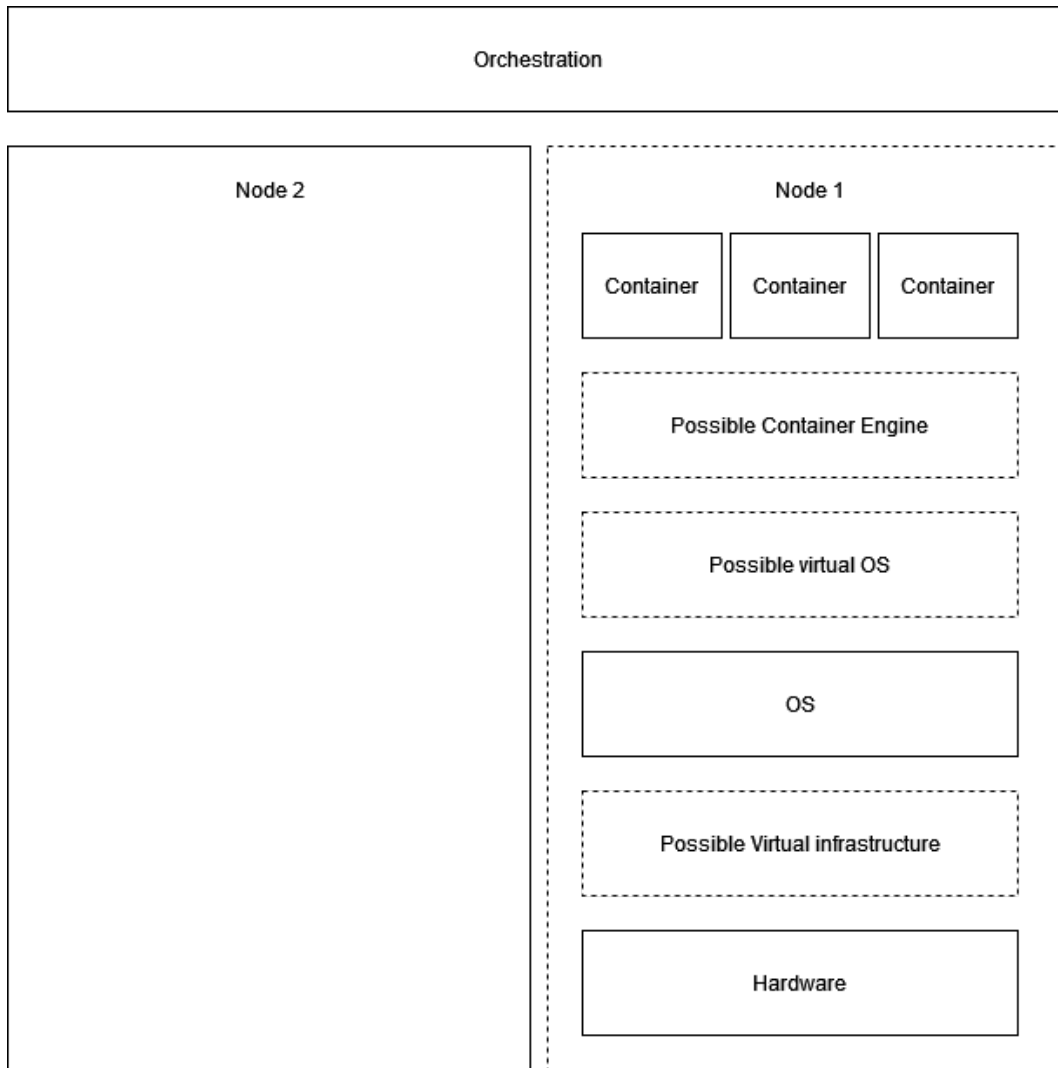 Orchestration
Node 2
Node 1
Container
Container
Container
Possible Container Engine
Possible virtual OS
OS
Possible Virtual infrastructure
Hardware